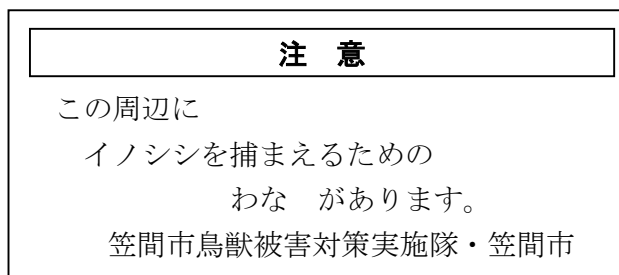 注　意
この周辺に
イノシシを捕まえるための
わな　があります。
笠間市鳥獣被害対策実施隊・笠間市